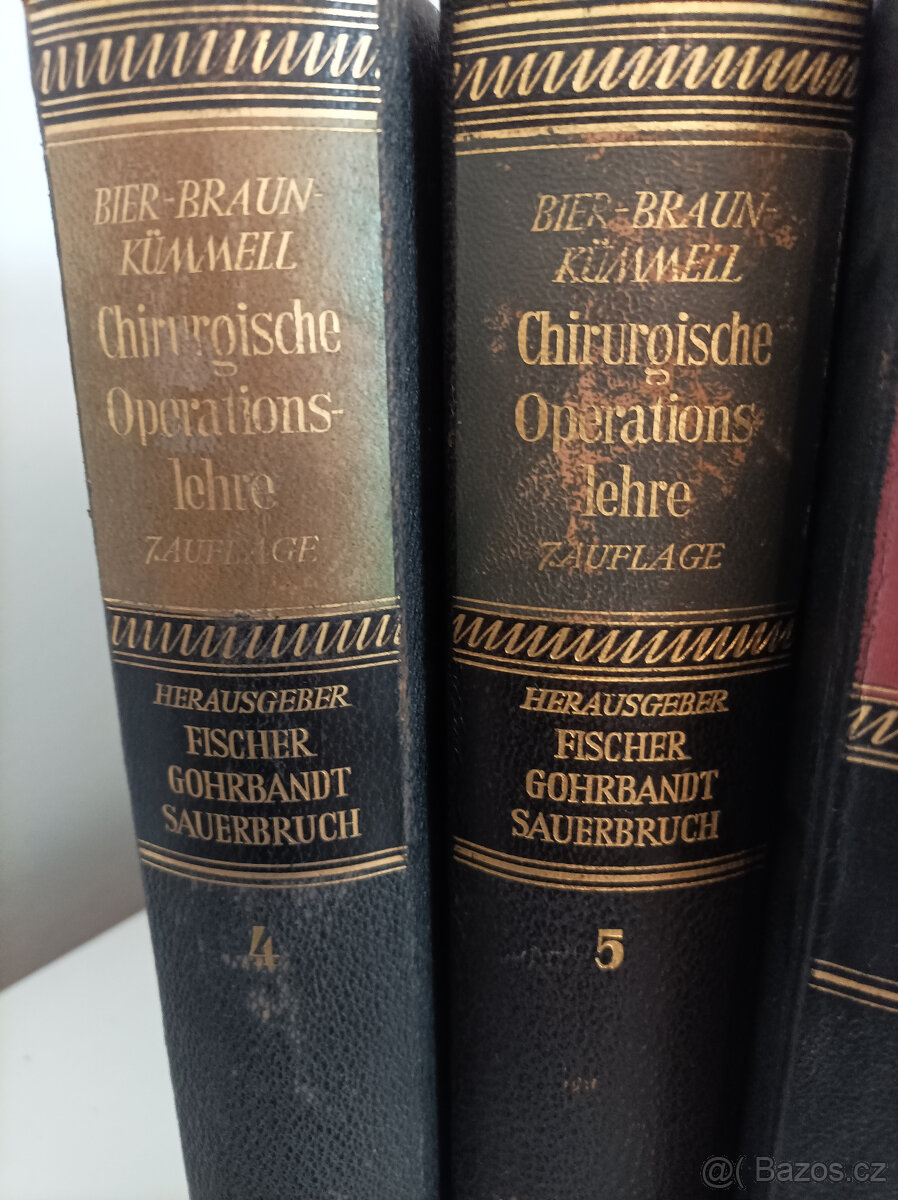 BIER-BRAUN-
KÜMMELL
Chirurgische
Operations-
lehre
7. AUFLAGE
HERAUSGEBER
FISCHER
GOHRBANDT
SAUERBRUCH
4
BIER-BRAUN-
KÜMMELL
Chirurgische
Operations-
lehre
7. AUFLAGE
HERAUSGEBER
FISCHER
GOHRBANDT
SAUERBRUCH
5
@( Bazos.cz